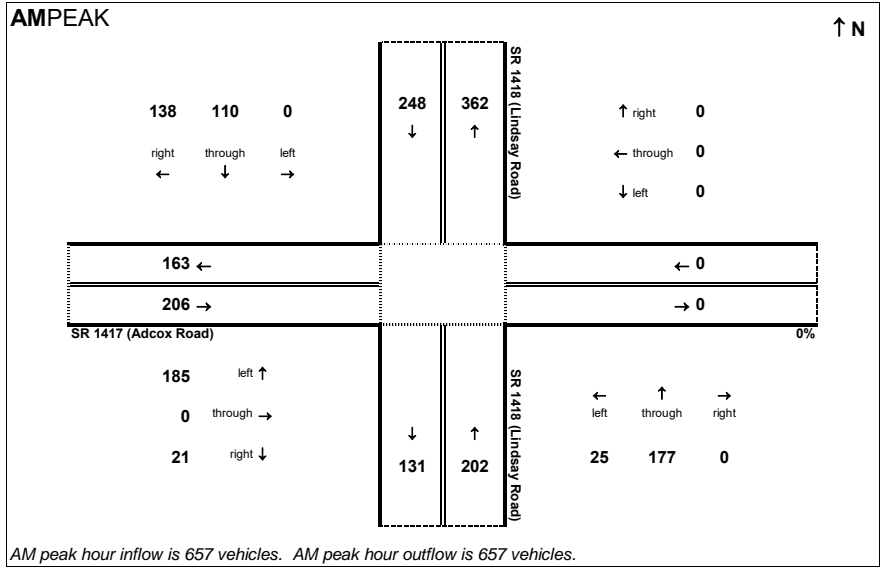 AMPEAK
↑ N
138 110 0
right through left
← ↓ →
248 362
↓ ↑
SR 1418 (Lindsay Road)
↑ right 0
← through 0
↓ left 0
163 ←
206 →
← 0
→ 0
SR 1417 (Adcox Road)
0%
185 left ↑
0 through →
21 right ↓
↓ ↑
131 202
SR 1418 (Lindsay Road)
← ↑ →
left through right
25 177 0
AM peak hour inflow is 657 vehicles. AM peak hour outflow is 657 vehicles.